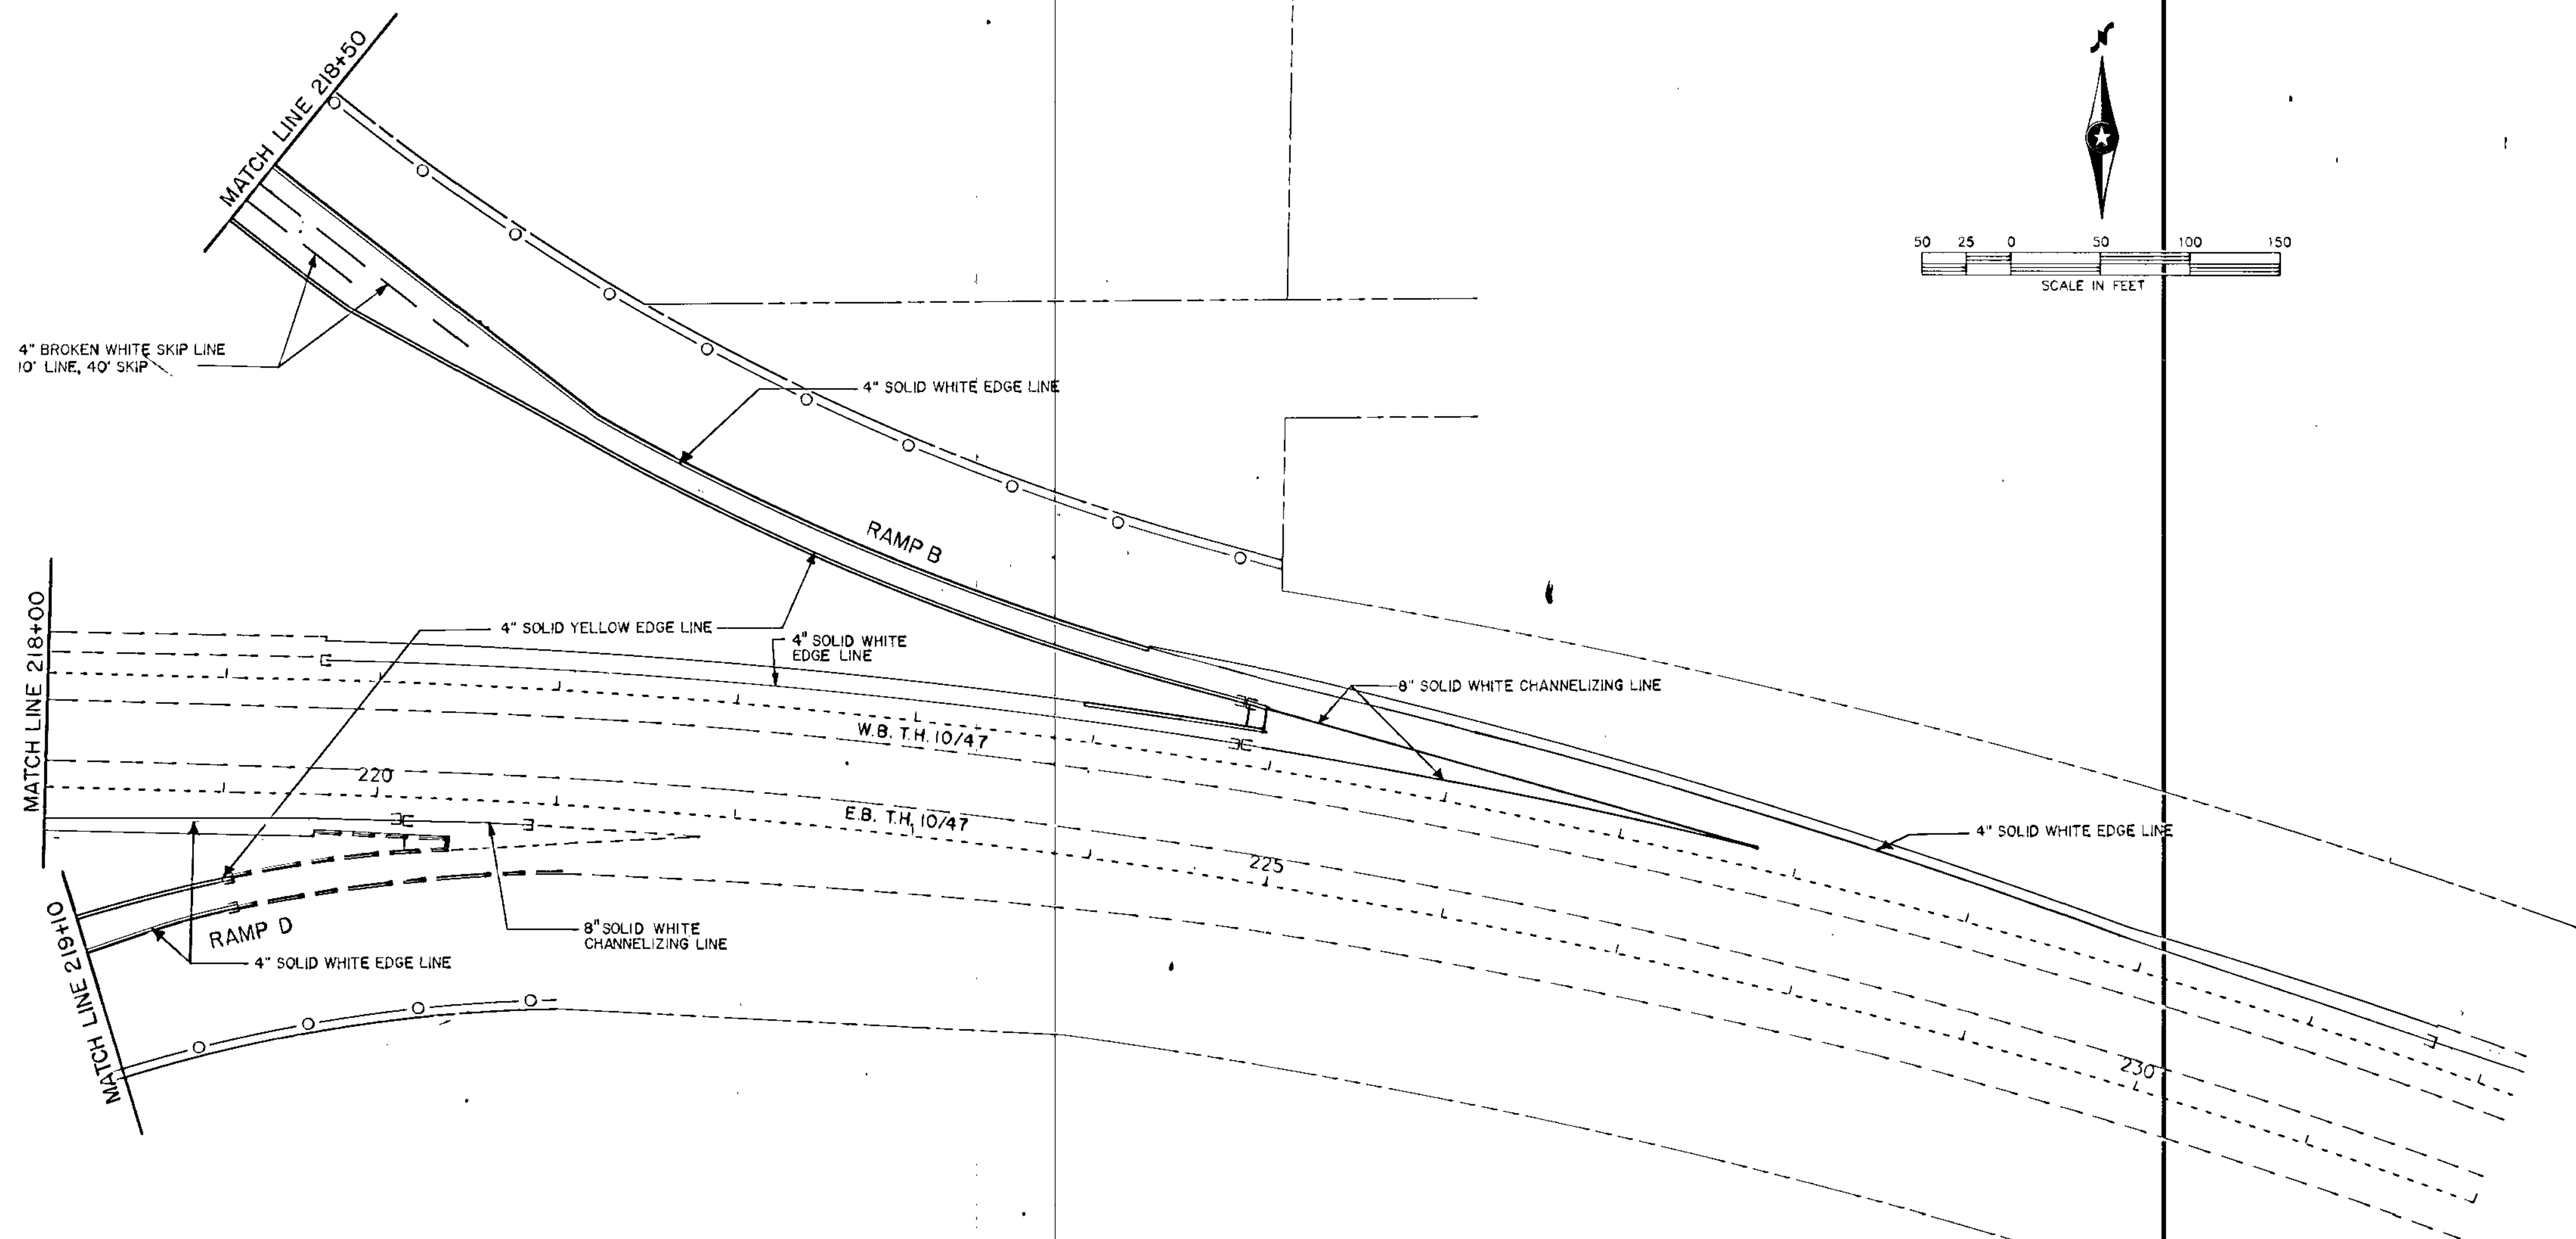 MATCH LINE 218+50
N
50 25 0 50 100 150
SCALE IN FEET
4" BROKEN WHITE SKIP LINE
10' LINE, 40' SKIP
4" SOLID WHITE EDGE LINE
RAMP B
MATCH LINE 218+00
4" SOLID YELLOW EDGE LINE
4" SOLID WHITE
EDGE LINE
8" SOLID WHITE CHANNELIZING LINE
W.B. T.H. 10/47
220
E.B. T.H. 10/47
225
4" SOLID WHITE EDGE LINE
MATCH LINE 219+10
RAMP D
8" SOLID WHITE
CHANNELIZING LINE
4" SOLID WHITE EDGE LINE
230